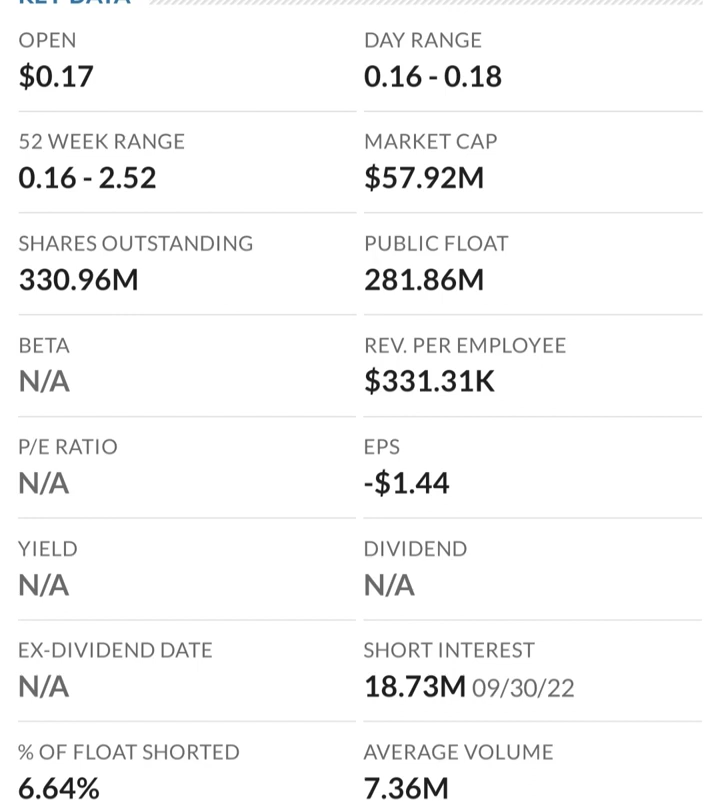 KEY DATA
OPEN
$0.17
DAY RANGE
0.16 - 0.18
52 WEEK RANGE
0.16 - 2.52
MARKET CAP
$57.92M
SHARES OUTSTANDING
330.96M
PUBLIC FLOAT
281.86M
BETA
N/A
REV. PER EMPLOYEE
$331.31K
P/E RATIO
N/A
EPS
-$1.44
YIELD
N/A
DIVIDEND
N/A
EX-DIVIDEND DATE
N/A
SHORT INTEREST
18.73M 09/30/22
% OF FLOAT SHORTED
6.64%
AVERAGE VOLUME
7.36M